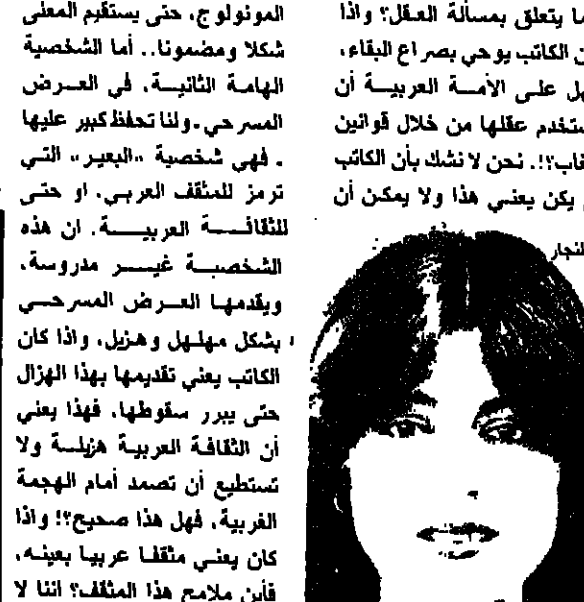 ما يتعلق بمسألة العقل؟ واذا
الكاتب يوحي بصراع البقاء،
على الأمة العربية أن
ستخدم عقلها من خلال قوانين
غاب؟!. نحن لا نشك بأن الكاتب
يكن يعني هذا ولا يمكن أن
النجار
المونولوج، حتى يستقيم المعنى
شكلا ومضمونا.. أما الشخصية
الهامة الثانية، في العرض
المسرحي ـ ولنا تحفظ كبير عليها
ـ فهي شخصية «البعير»، التي
ترمز للمثقف العربي. او حتى
للثقافة العربية. ان هذه
الشخصية غير مدروسة،
ويقدمها العرض المسرحي
بشكل مهلهل وهزيل، واذا كان
الكاتب يعني تقديمها بهذا الهزال
حتى يبرر سقوطها، فهذا يعني
أن الثقافة العربية هزيلة ولا
تستطيع أن تصمد أمام الهجمة
الغربية، فهل هذا صحيح؟! واذا
كان يعني مثقفا عربيا بعينه،
فأين ملامح هذا المثقف؟ اننا لا